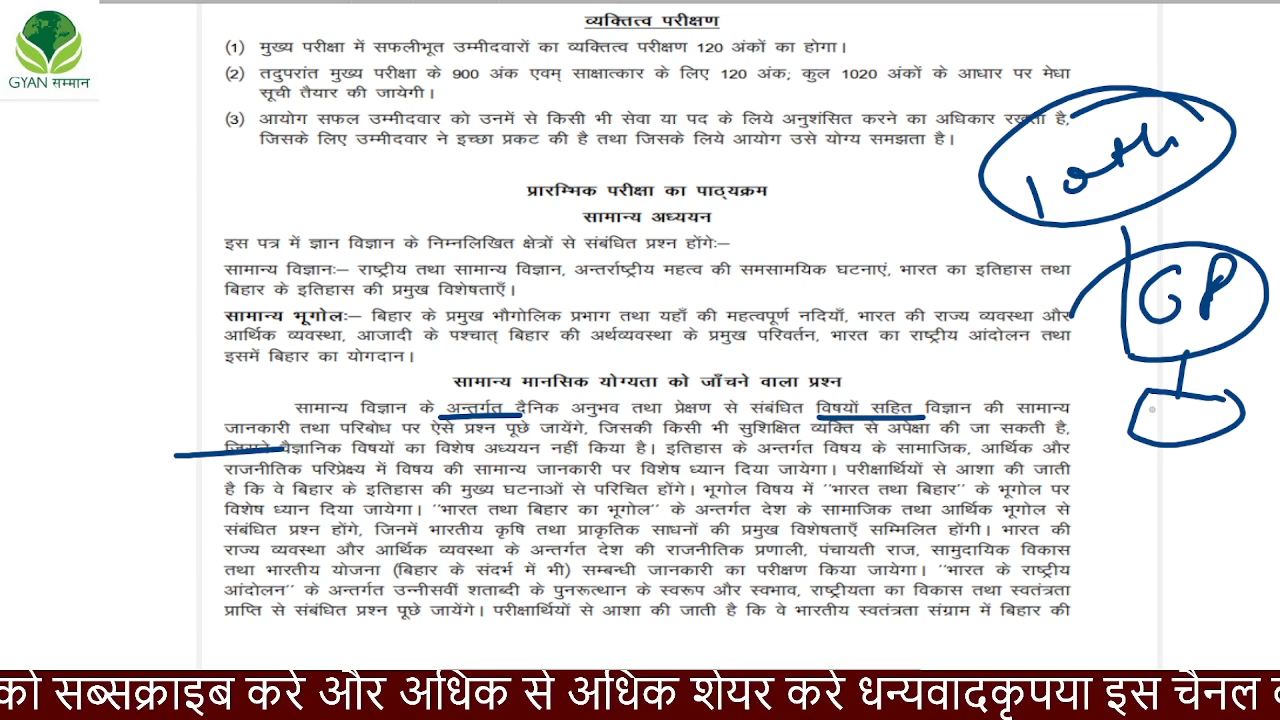 GYAN सम्मान
व्यक्तित्व परीक्षण
(1) मुख्य परीक्षा में सफलीभूत उम्मीदवारों का व्यक्तित्व परीक्षण 120 अंकों का होगा।
(2) तदुपरांत मुख्य परीक्षा के 900 अंक एवम् साक्षात्कार के लिए 120 अंक; कुल 1020 अंकों के आधार पर मेधा
सूची तैयार की जायेगी।
(3) आयोग सफल उम्मीदवार को उनमें से किसी भी सेवा या पद के लिये अनुशंसित करने का अधिकार रखता है,
जिसके लिए उम्मीदवार ने इच्छा प्रकट की है तथा जिसके लिये आयोग उसे योग्य समझता है।
10th
प्रारम्भिक परीक्षा का पाठ्यक्रम
सामान्य अध्ययन
इस पत्र में ज्ञान विज्ञान के निम्नलिखित क्षेत्रों से संबंधित प्रश्न होंगेः–
सामान्य विज्ञानः– राष्ट्रीय तथा सामान्य विज्ञान, अन्तर्राष्ट्रीय महत्व की समसामयिक घटनाएं, भारत का इतिहास तथा
बिहार के इतिहास की प्रमुख विशेषताएँ।
GP
सामान्य भूगोलः– बिहार के प्रमुख भौगोलिक प्रभाग तथा यहाँ की महत्वपूर्ण नदियाँ, भारत की राज्य व्यवस्था और
आर्थिक व्यवस्था, आजादी के पश्चात् बिहार की अर्थव्यवस्था के प्रमुख परिवर्तन, भारत का राष्ट्रीय आंदोलन तथा
इसमें बिहार का योगदान।
सामान्य मानसिक योग्यता को जाँचने वाला प्रश्न
सामान्य विज्ञान के अन्तर्गत दैनिक अनुभव तथा प्रेक्षण से संबंधित विषयों सहित विज्ञान की सामान्य
जानकारी तथा परिबोध पर ऐसे प्रश्न पूछे जायेंगे, जिसकी किसी भी सुशिक्षित व्यक्ति से अपेक्षा की जा सकती है,
जिसने वैज्ञानिक विषयों का विशेष अध्ययन नहीं किया है। इतिहास के अन्तर्गत विषय के सामाजिक, आर्थिक और
राजनीतिक परिप्रेक्ष्य में विषय की सामान्य जानकारी पर विशेष ध्यान दिया जायेगा। परीक्षार्थियों से आशा की जाती
है कि वे बिहार के इतिहास की मुख्य घटनाओं से परिचित होंगे। भूगोल विषय में ''भारत तथा बिहार'' के भूगोल पर
विशेष ध्यान दिया जायेगा। ''भारत तथा बिहार का भूगोल'' के अन्तर्गत देश के सामाजिक तथा आर्थिक भूगोल से
संबंधित प्रश्न होंगे, जिनमें भारतीय कृषि तथा प्राकृतिक साधनों की प्रमुख विशेषताएँ सम्मिलित होंगी। भारत की
राज्य व्यवस्था और आर्थिक व्यवस्था के अन्तर्गत देश की राजनीतिक प्रणाली, पंचायती राज, सामुदायिक विकास
तथा भारतीय योजना (बिहार के संदर्भ में भी) सम्बन्धी जानकारी का परीक्षण किया जायेगा। ''भारत के राष्ट्रीय
आंदोलन'' के अन्तर्गत उन्नीसवीं शताब्दी के पुनरूत्थान के स्वरूप और स्वभाव, राष्ट्रीयता का विकास तथा स्वतंत्रता
प्राप्ति से संबंधित प्रश्न पूछे जायेंगे। परीक्षार्थियों से आशा की जाती है कि वे भारतीय स्वतंत्रता संग्राम में बिहार की
को सब्सक्राइब करे और अधिक से अधिक शेयर करे धन्यवादकृपया इस चैनल